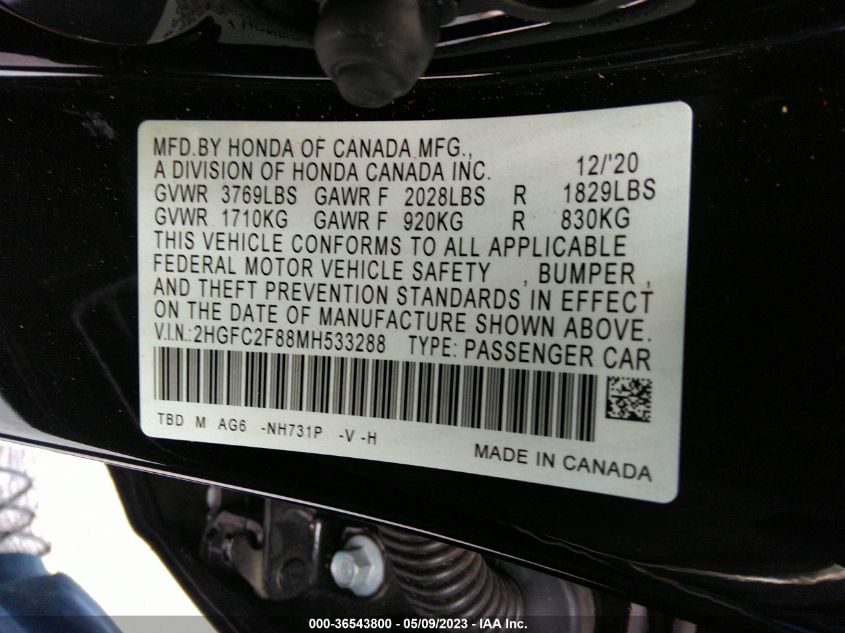 MFD.BY HONDA OF CANADA MFG.,
A DIVISION OF HONDA CANADA INC. 12/'20
GVWR 3769LBS GAWR F 2028LBS R 1829LBS
GVWR 1710KG GAWR F 920KG R 830KG
THIS VEHICLE CONFORMS TO ALL APPLICABLE
FEDERAL MOTOR VEHICLE SAFETY , BUMPER ,
AND THEFT PREVENTION STANDARDS IN EFFECT
ON THE DATE OF MANUFACTURE SHOWN ABOVE.
V.I.N.:2HGFC2F88MH533288 TYPE: PASSENGER CAR
TBD M AG6 -NH731P -V -H
MADE IN CANADA
000-36543800 - 05/09/2023 - IAA Inc.